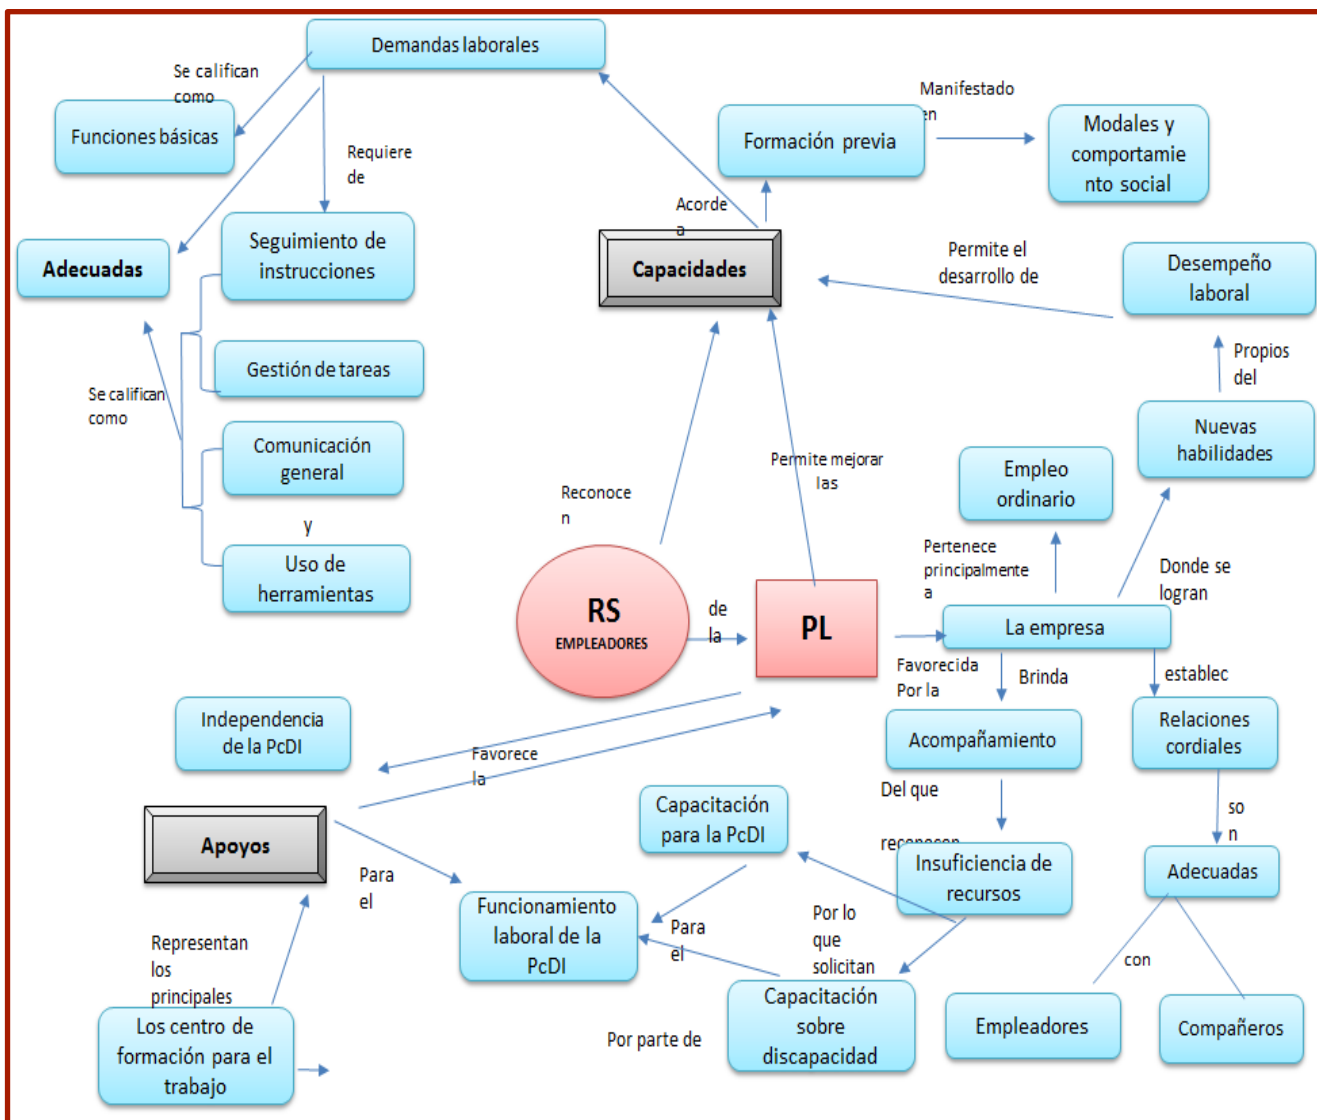 Demandas laborales
Se califican
como
Funciones básicas
Requiere
de
Manifestado
en
Formación previa
Modales y
comportamie
nto social
Acorde
a
Adecuadas
Seguimiento de
instrucciones
Capacidades
Permite el
desarrollo de
Desempeño
laboral
Gestión de tareas
Propios
del
Se califican
como
Comunicación
general
Nuevas
habilidades
Permite mejorar
las
Empleo
ordinario
Reconoce
n
y
Uso de
herramientas
Pertenece
principalmente
a
Donde se
logran
RS
EMPLEADORES
de
la
PL
La empresa
Favorecida
Por la
Brinda
establec
Independencia
de la PcDI
Favorece
la
Acompañamiento
Relaciones
cordiales
Del que
reconocen
Capacitación
para la PcDI
so
n
Apoyos
Para
el
Insuficiencia de
recursos
Adecuadas
Funcionamiento
laboral de la
PcDI
Para
el
Por lo
que
solicitan
Representan
los
principales
con
Los centro de
formación para el
trabajo
Por parte de
Capacitación
sobre
discapacidad
Empleadores
Compañeros